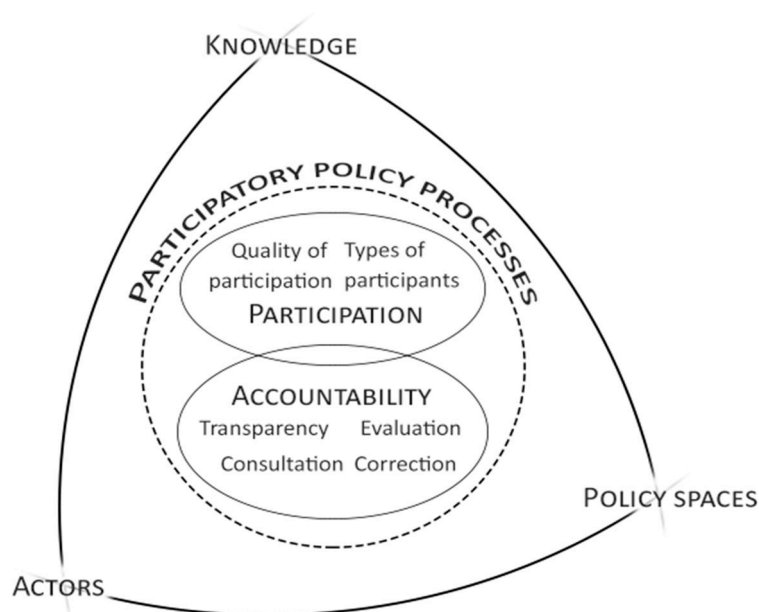 KNOWLEDGE
PARTICIPATORY POLICY PROCESSES
Quality of participation
Types of participants
PARTICIPATION
ACCOUNTABILITY
Transparency Evaluation
Consultation Correction
POLICY SPACES
ACTORS